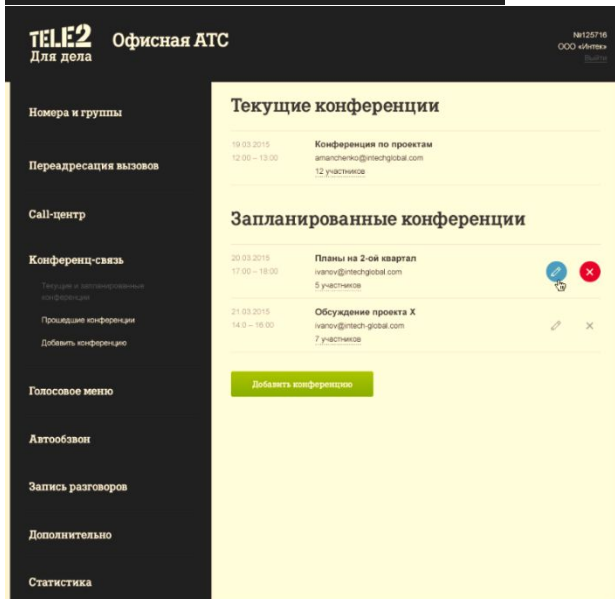 TELE2
Для дела
Офисная АТС
№125716
ООО «Интек»
Выйти
Номера и группы
Переадресация вызовов
Call-центр
Конференц-связь
Текущие и запланированные
конференции
Прошедшие конференции
Добавить конференцию
Голосовое меню
Автообзвон
Запись разговоров
Дополнительно
Статистика
Текущие конференции
19.03.2015
12:00 – 13:00
Конференция по проектам
amanchenko@intechglobal.com
12 участников
Запланированные конференции
20.03.2015
17:00 – 18:00
Планы на 2-ой квартал
ivanov@intechglobal.com
5 участников
21.03.2015
14:0 – 16:00
Обсуждение проекта X
ivanov@intech-global.com
7 участников
Добавить конференцию